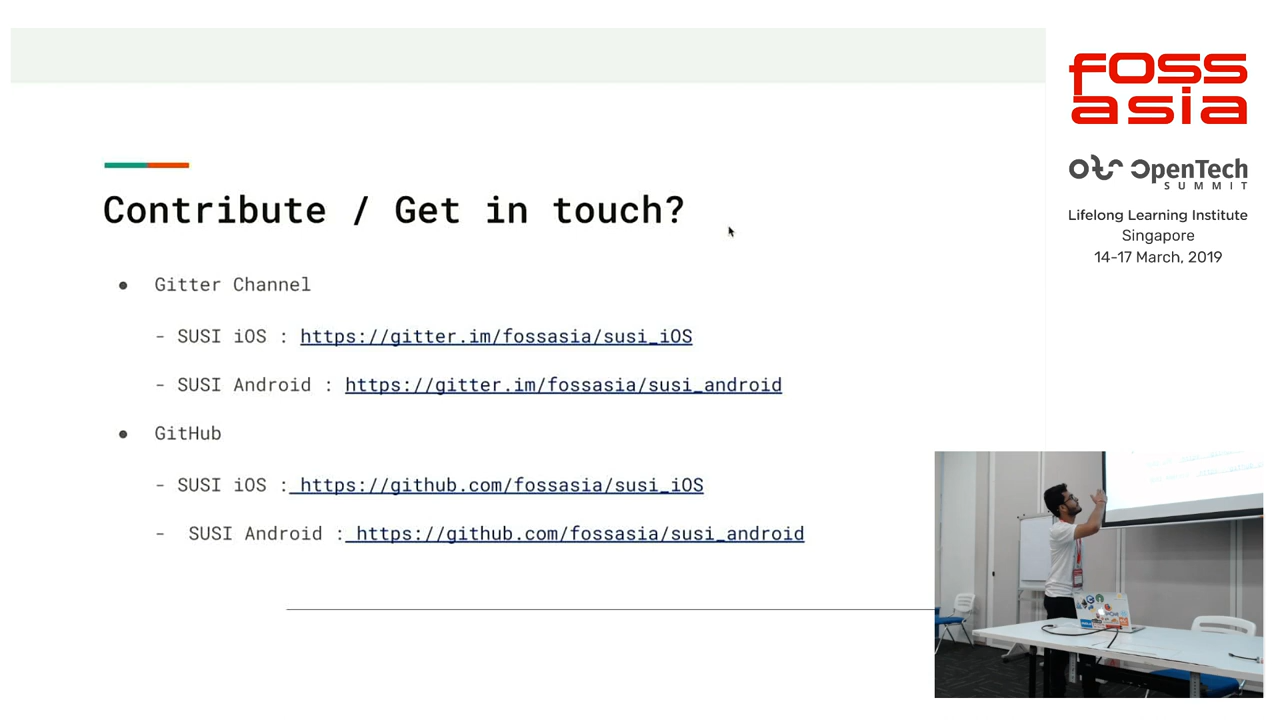 Contribute / Get in touch?
● Gitter Channel
- SUSI iOS : https://gitter.im/fossasia/susi_iOS
- SUSI Android : https://gitter.im/fossasia/susi_android
● GitHub
- SUSI iOS : https://github.com/fossasia/susi_iOS
- SUSI Android : https://github.com/fossasia/susi_android
fOSS
asia
OTS OpenTech
SUMMIT
Lifelong Learning Institute
Singapore
14-17 March, 2019